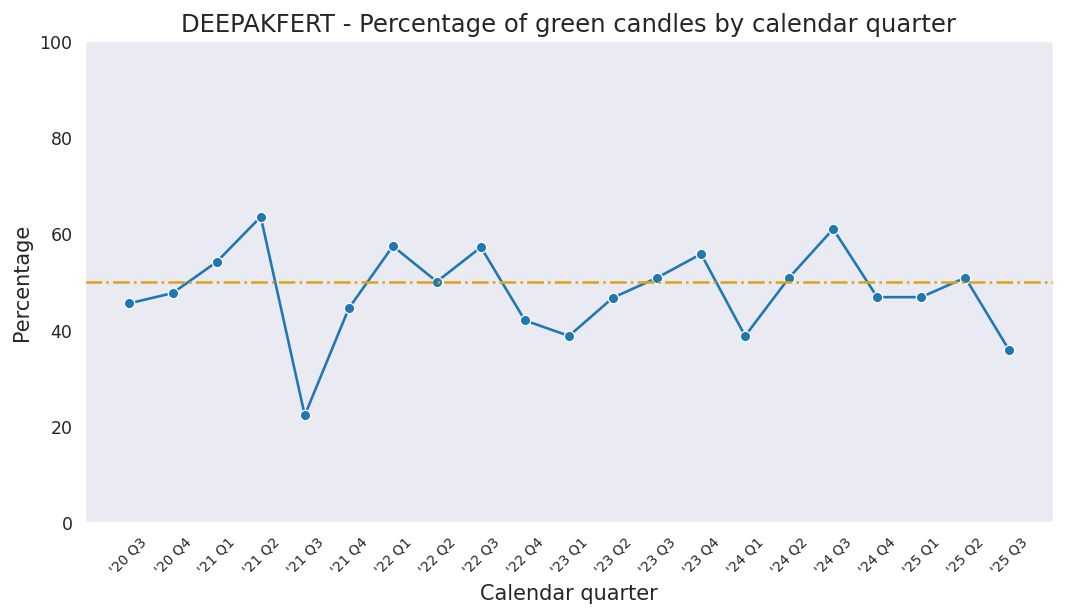 DEEPAKFERT - Percentage of green candles by calendar quarter
Percentage
100
80
60
40
20
0
'20 Q3
'20 Q4
'21 Q1
'21 Q2
'21 Q3
'21 Q4
'22 Q1
'22 Q2
'22 Q3
'22 Q4
'23 Q1
'23 Q2
'23 Q3
'23 Q4
'24 Q1
'24 Q2
'24 Q3
'24 Q4
'25 Q1
'25 Q2
'25 Q3
Calendar quarter